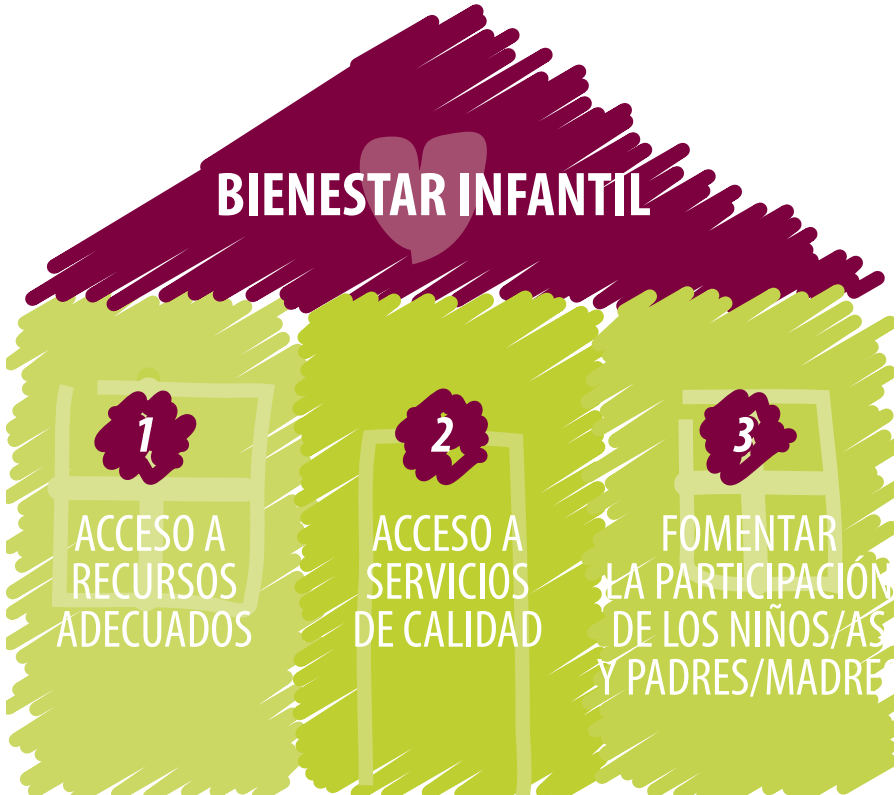 BIENESTAR INFANTIL
1
ACCESO A
RECURSOS
ADECUADOS
2
ACCESO A
SERVICIOS
DE CALIDAD
3
FOMENTAR
LA PARTICIPACIÓN
DE LOS NIÑOS/AS
Y PADRES/MADRE